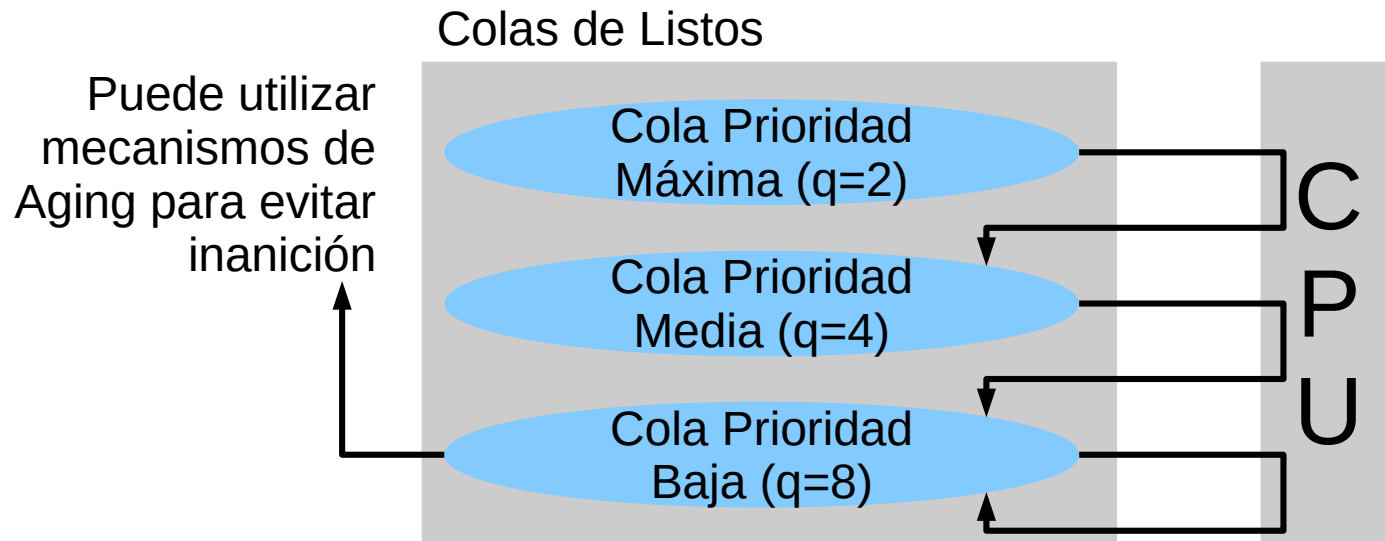 Colas de Listos
Puede utilizar
mecanismos de
Aging para evitar
inanición
Cola Prioridad
Máxima (q=2)
Cola Prioridad
Media (q=4)
Cola Prioridad
Baja (q=8)
C
P
U